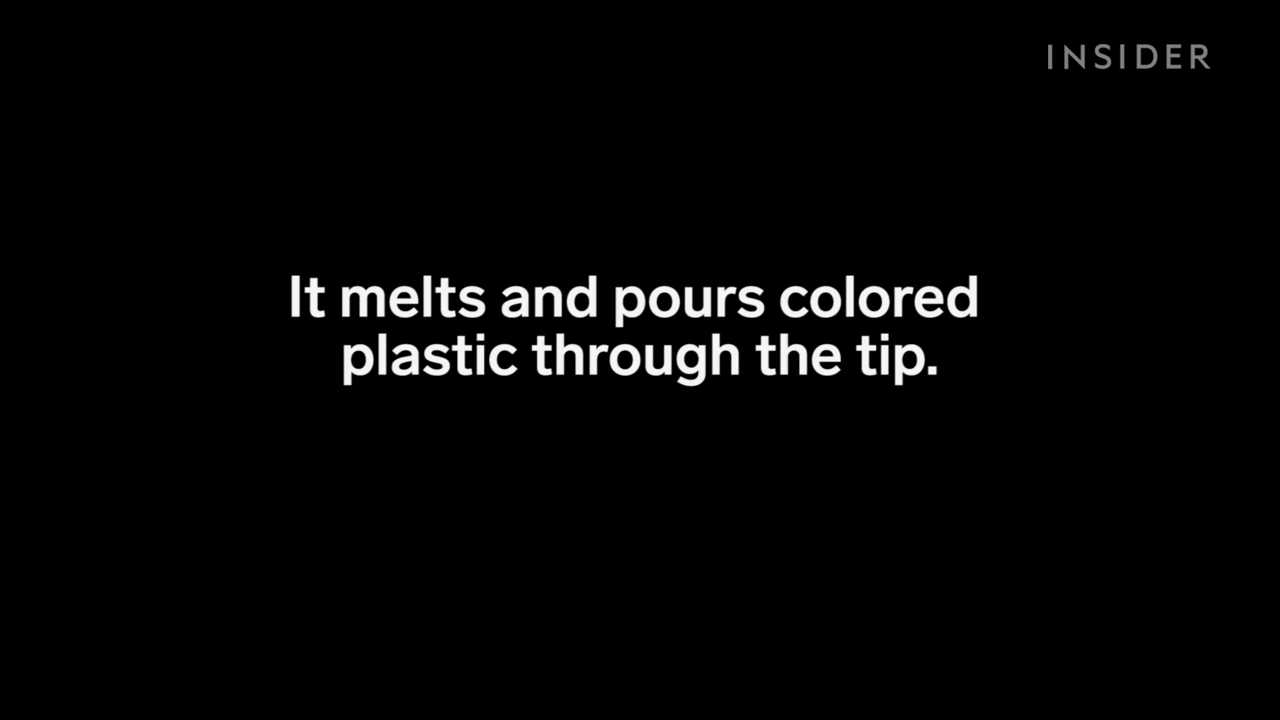 INSIDER
It melts and pours colored
plastic through the tip.